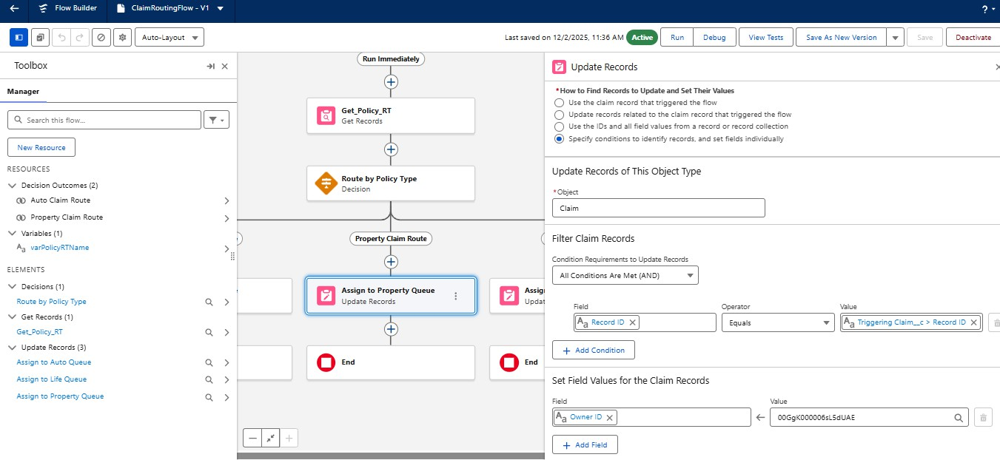 Flow Builder
ClaimRoutingFlow - V1
?
Auto-Layout
Last saved on 12/2/2025, 11:36 AM
Active
Run
Debug
View Tests
Save As New Version
Save
Deactivate
Toolbox
Manager
Search this flow...
New Resource
RESOURCES
Decision Outcomes (2)
Auto Claim Route
Property Claim Route
Variables (1)
Aa varPolicyRTName
ELEMENTS
Decisions (1)
Route by Policy Type
Get Records (1)
Get_Policy_RT
Update Records (3)
Assign to Auto Queue
Assign to Life Queue
Assign to Property Queue
Run Immediately
Get_Policy_RT
Get Records
Route by Policy Type
Decision
Property Claim Route
Assign to Property Queue
Update Records
End
End
Update Records
*How to Find Records to Update and Set Their Values
Use the claim record that triggered the flow
Update records related to the claim record that triggered the flow
Use the IDs and all field values from a record or record collection
Specify conditions to identify records, and set fields individually
Update Records of This Object Type
*Object
Claim
Filter Claim Records
Condition Requirements to Update Records
All Conditions Are Met (AND)
Field
Operator
Value
Aa Record ID
Equals
Aa Triggering Claim__c > Record ID
+ Add Condition
Set Field Values for the Claim Records
Field
Value
Aa Owner ID
00GgK000006sL5dUAE
+ Add Field